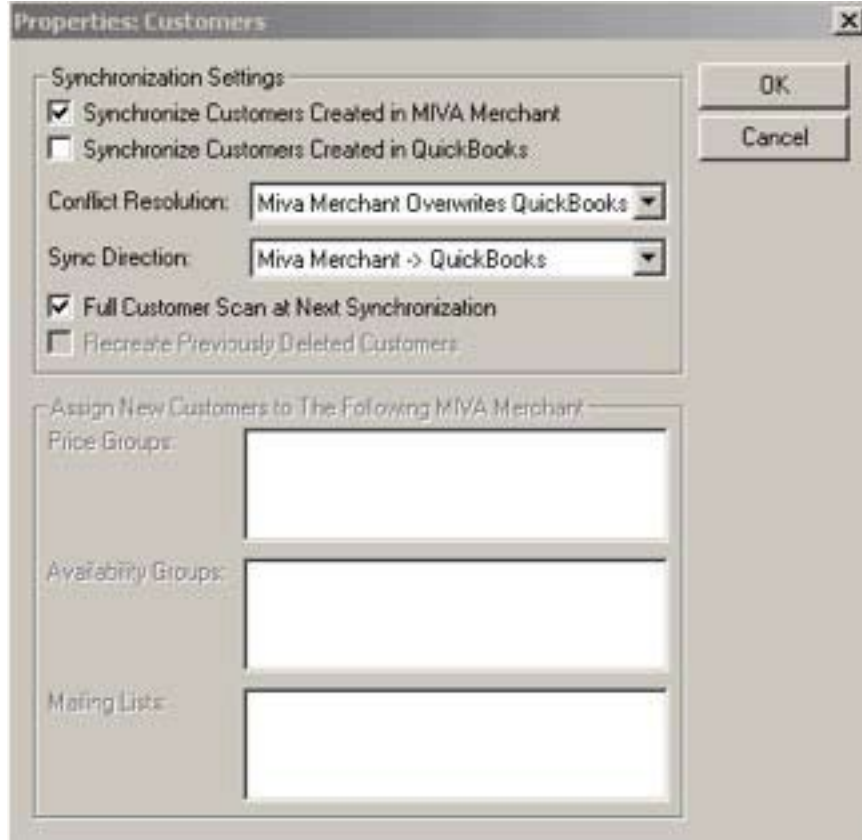 Properties: Customers
Synchronization Settings
OK
Synchronize Customers Created in MIVA Merchant
Synchronize Customers Created in QuickBooks
Cancel
Conflict Resolution: Miva Merchant Overwrites QuickBooks
Sync Direction: Miva Merchant -> QuickBooks
Full Customer Scan at Next Synchronization
Recreate Previously Deleted Customers
Assign New Customers to The Following MIVA Merchant
Price Groups:
Availability Groups:
Mailing Lists: